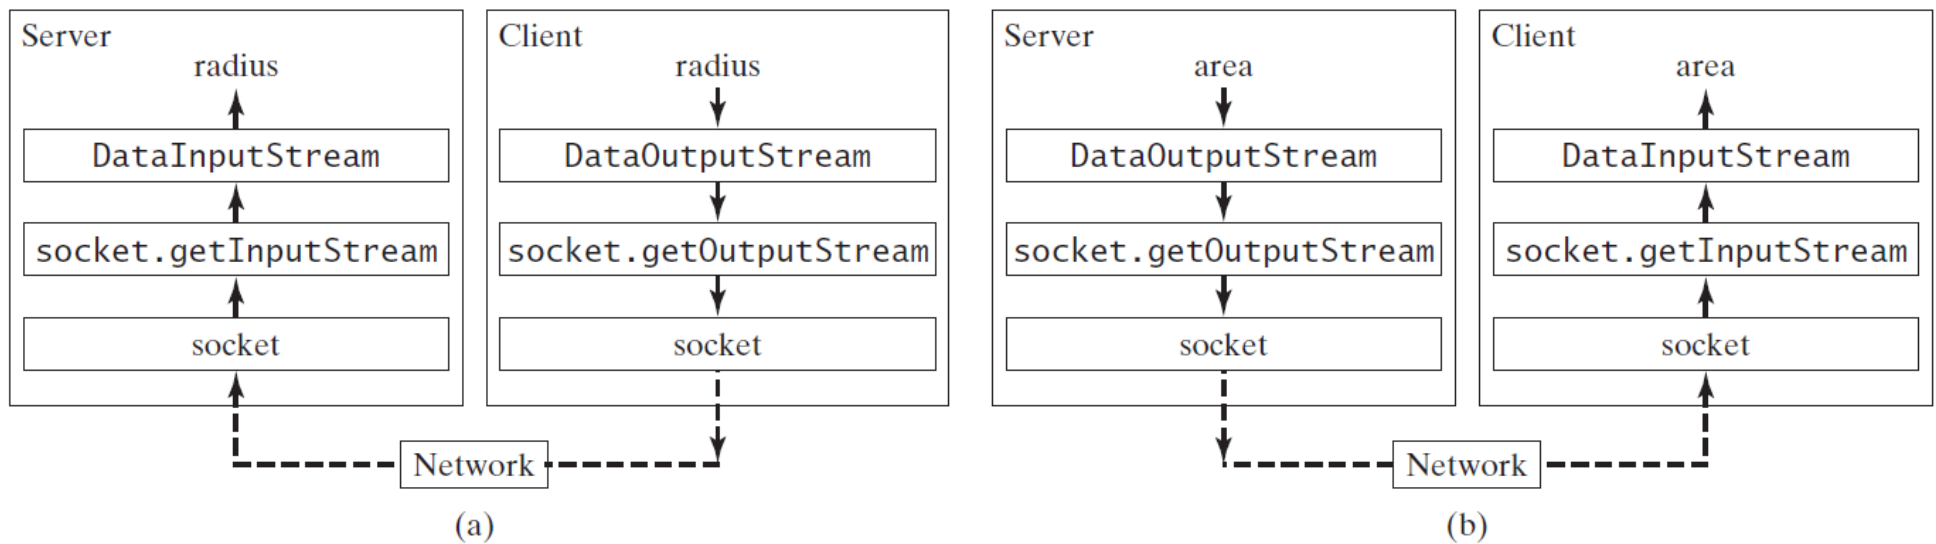 Server
radius
DataInputStream
socket.getInputStream
socket
Client
radius
DataOutputStream
socket.getOutputStream
socket
Network
(a)
Server
area
DataOutputStream
socket.getOutputStream
socket
Client
area
DataInputStream
socket.getInputStream
socket
Network
(b)